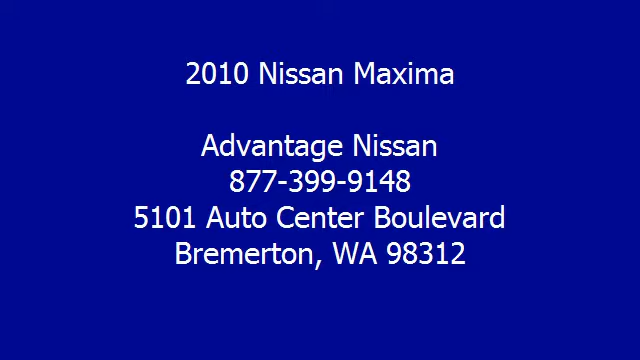 2010 Nissan Maxima
Advantage Nissan
877-399-9148
5101 Auto Center Boulevard
Bremerton, WA 98312